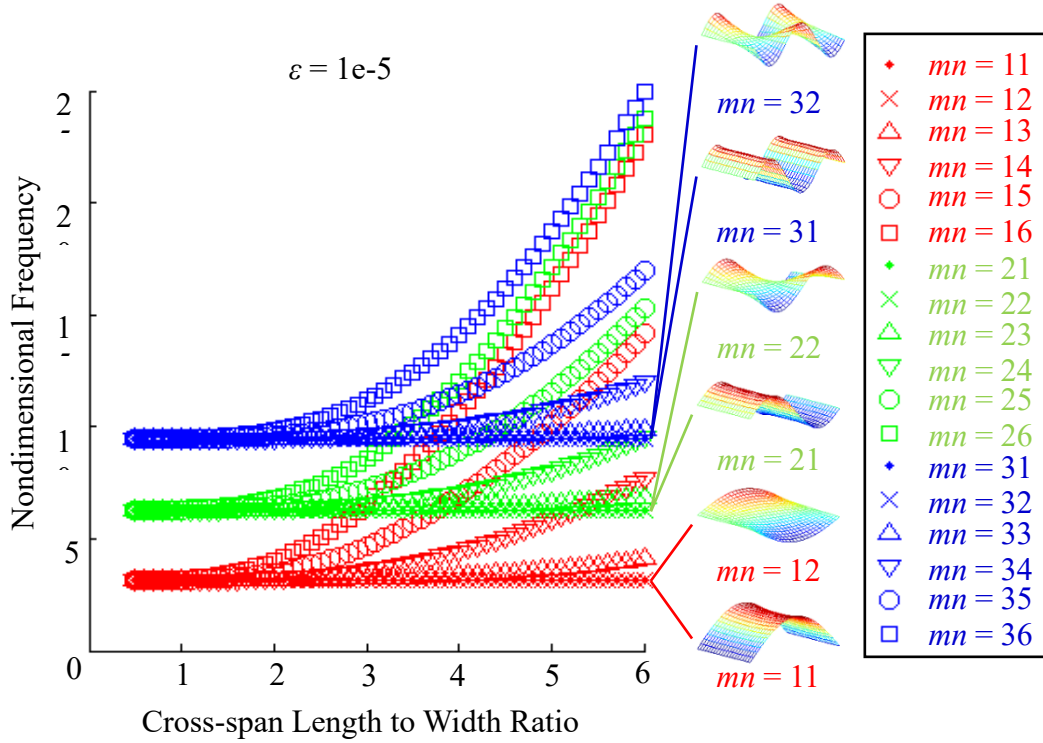 ε = 1e-5
Nondimensional Frequency
2
2
1
1
5
0
1
2
3
4
5
6
Cross-span Length to Width Ratio
mn = 32
mn = 31
mn = 22
mn = 21
mn = 12
mn = 11
mn = 11
mn = 12
mn = 13
mn = 14
mn = 15
mn = 16
mn = 21
mn = 22
mn = 23
mn = 24
mn = 25
mn = 26
mn = 31
mn = 32
mn = 33
mn = 34
mn = 35
mn = 36